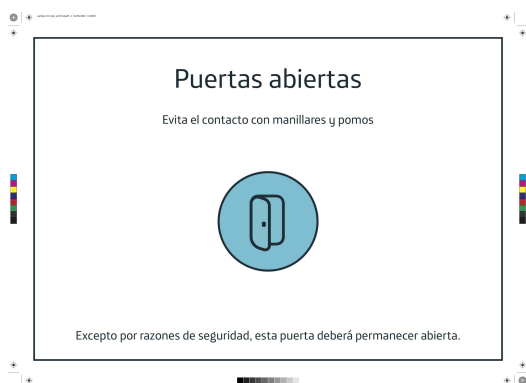 Puertas abiertas
Evita el contacto con manillares y pomos
Excepto por razones de seguridad, esta puerta deberá permanecer abierta.